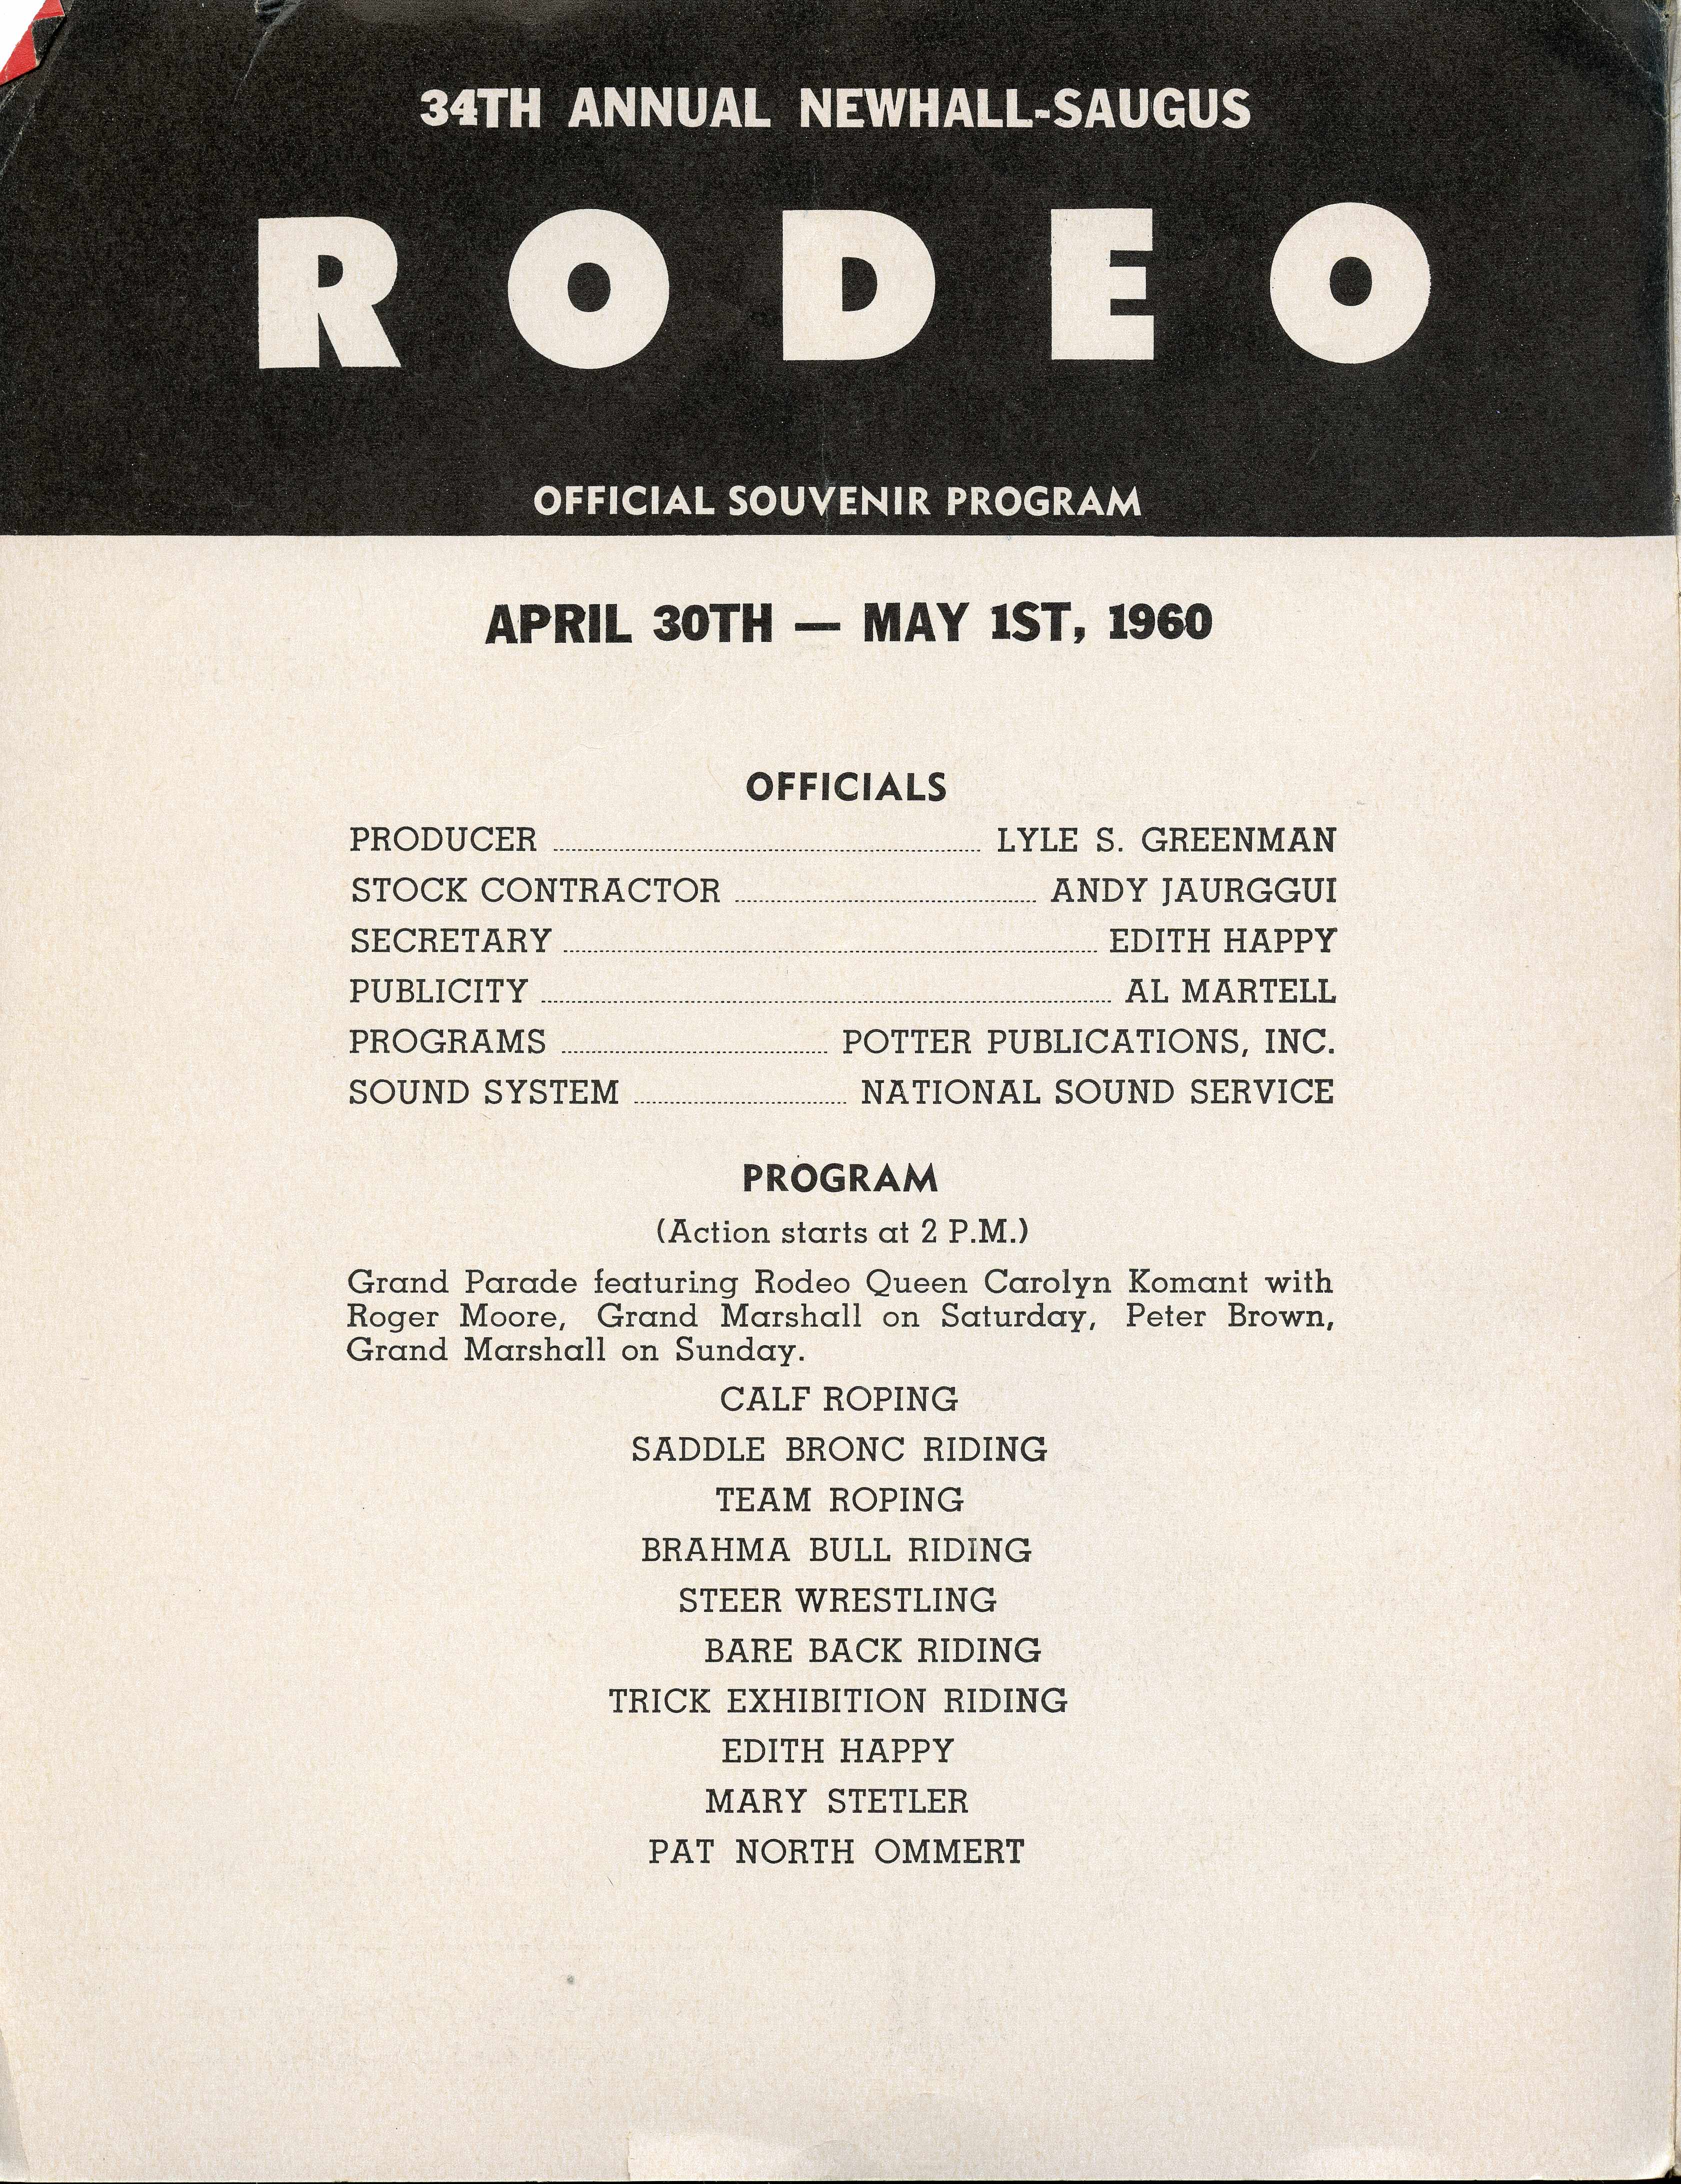 34TH ANNUAL NEWHALL-SAUGUS
RODEO
OFFICIAL SOUVENIR PROGRAM
APRIL 30TH — MAY 1ST, 1960
OFFICIALS
PRODUCER ........ LYLE S. GREENMAN
STOCK CONTRACTOR ........ ANDY JAURGGUI
SECRETARY ........ EDITH HAPPY
PUBLICITY ........ AL MARTELL
PROGRAMS ........ POTTER PUBLICATIONS, INC.
SOUND SYSTEM ........ NATIONAL SOUND SERVICE
PROGRAM
(Action starts at 2 P.M.)
Grand Parade featuring Rodeo Queen Carolyn Komant with
Roger Moore, Grand Marshall on Saturday, Peter Brown,
Grand Marshall on Sunday.
CALF ROPING
SADDLE BRONC RIDING
TEAM ROPING
BRAHMA BULL RIDING
STEER WRESTLING
BARE BACK RIDING
TRICK EXHIBITION RIDING
EDITH HAPPY
MARY STETLER
PAT NORTH OMMERT